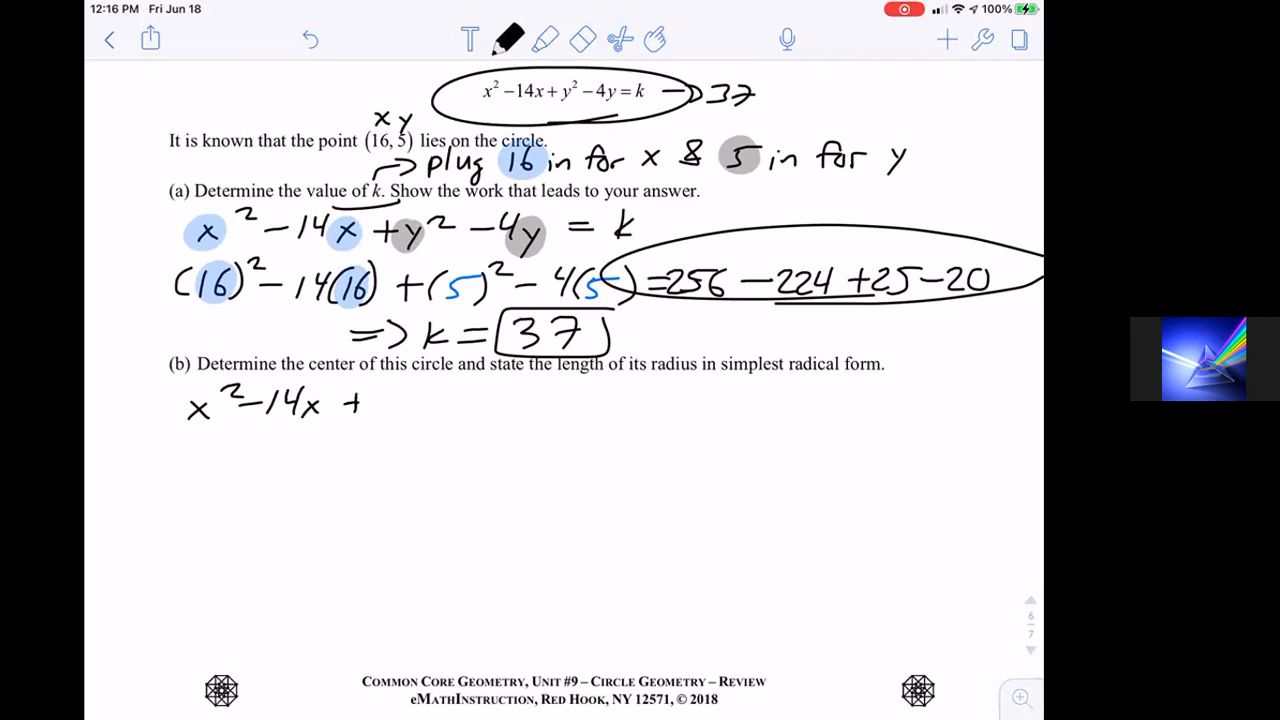 12:16 PM Fri Jun 18
100%
T
x² −14x + y² −4y = k → 37
x y
It is known that the point (16, 5) lies on the circle.
→ plug 16 in for x & 5 in for y
(a) Determine the value of k. Show the work that leads to your answer.
x² − 14x + y² − 4y = k
(16)² − 14(16) + (5)² − 4(5) = 256 − 224 + 25 − 20
=> k = 37
(b) Determine the center of this circle and state the length of its radius in simplest radical form.
x² − 14x +
6
7
COMMON CORE GEOMETRY, UNIT #9 – CIRCLE GEOMETRY – REVIEW
eMATHINSTRUCTION, RED HOOK, NY 12571, © 2018